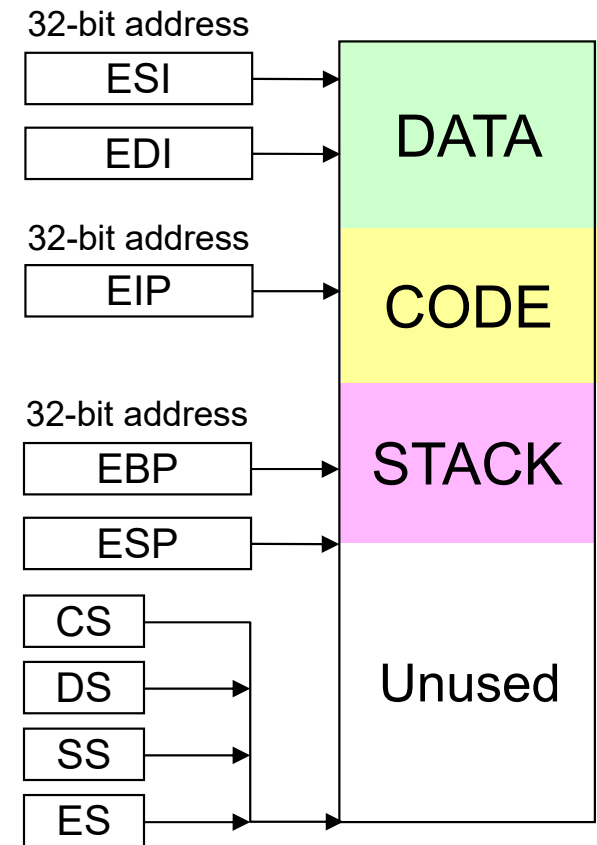 32-bit address
ESI
EDI
DATA
32-bit address
EIP
CODE
32-bit address
EBP
ESP
STACK
CS
DS
SS
ES
Unused